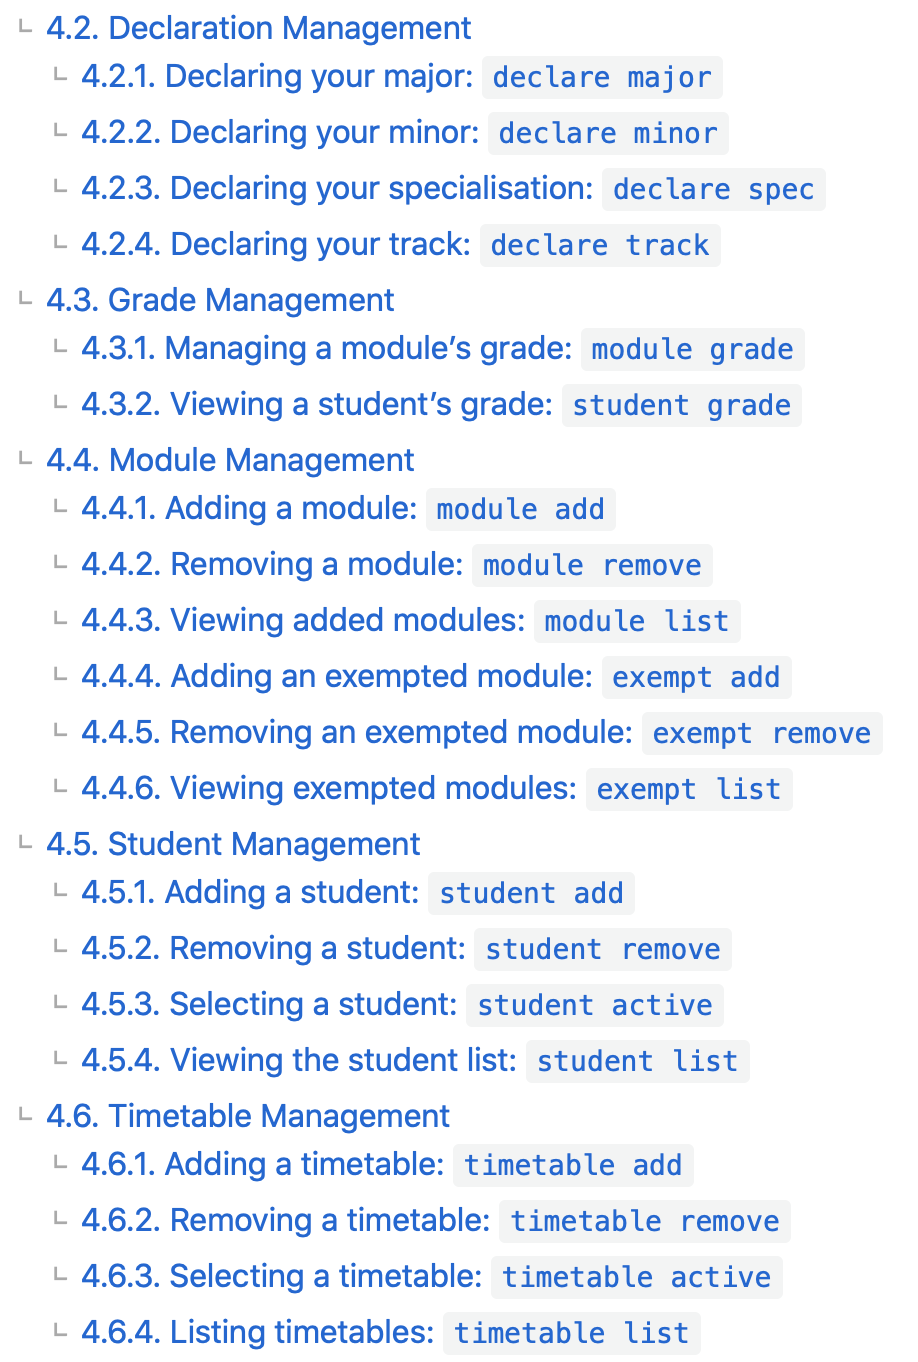 4.2. Declaration Management
4.2.1. Declaring your major: declare major
4.2.2. Declaring your minor: declare minor
4.2.3. Declaring your specialisation: declare spec
4.2.4. Declaring your track: declare track
4.3. Grade Management
4.3.1. Managing a module’s grade: module grade
4.3.2. Viewing a student’s grade: student grade
4.4. Module Management
4.4.1. Adding a module: module add
4.4.2. Removing a module: module remove
4.4.3. Viewing added modules: module list
4.4.4. Adding an exempted module: exempt add
4.4.5. Removing an exempted module: exempt remove
4.4.6. Viewing exempted modules: exempt list
4.5. Student Management
4.5.1. Adding a student: student add
4.5.2. Removing a student: student remove
4.5.3. Selecting a student: student active
4.5.4. Viewing the student list: student list
4.6. Timetable Management
4.6.1. Adding a timetable: timetable add
4.6.2. Removing a timetable: timetable remove
4.6.3. Selecting a timetable: timetable active
4.6.4. Listing timetables: timetable list